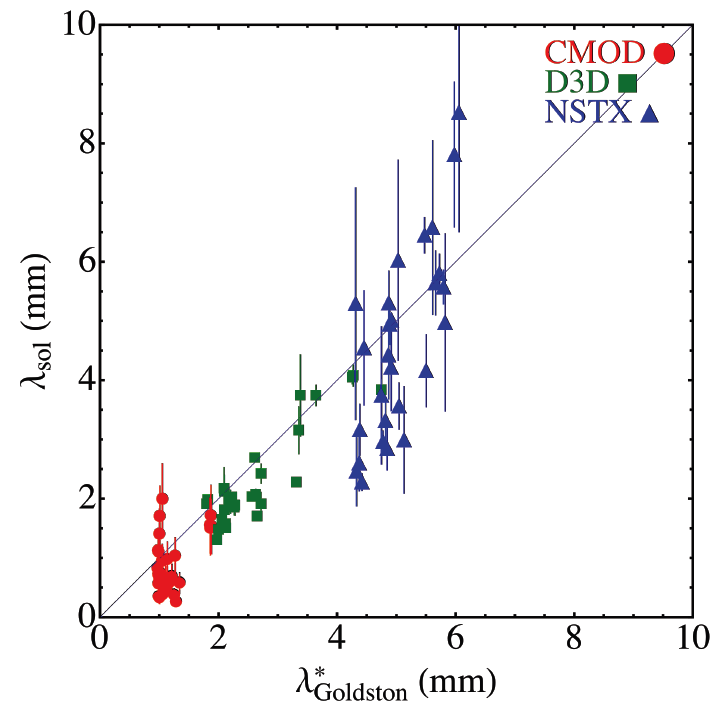 10
8
6
4
2
0
0 2 4 6 8 10
λsol (mm)
λ*Goldston (mm)
CMOD
D3D
NSTX